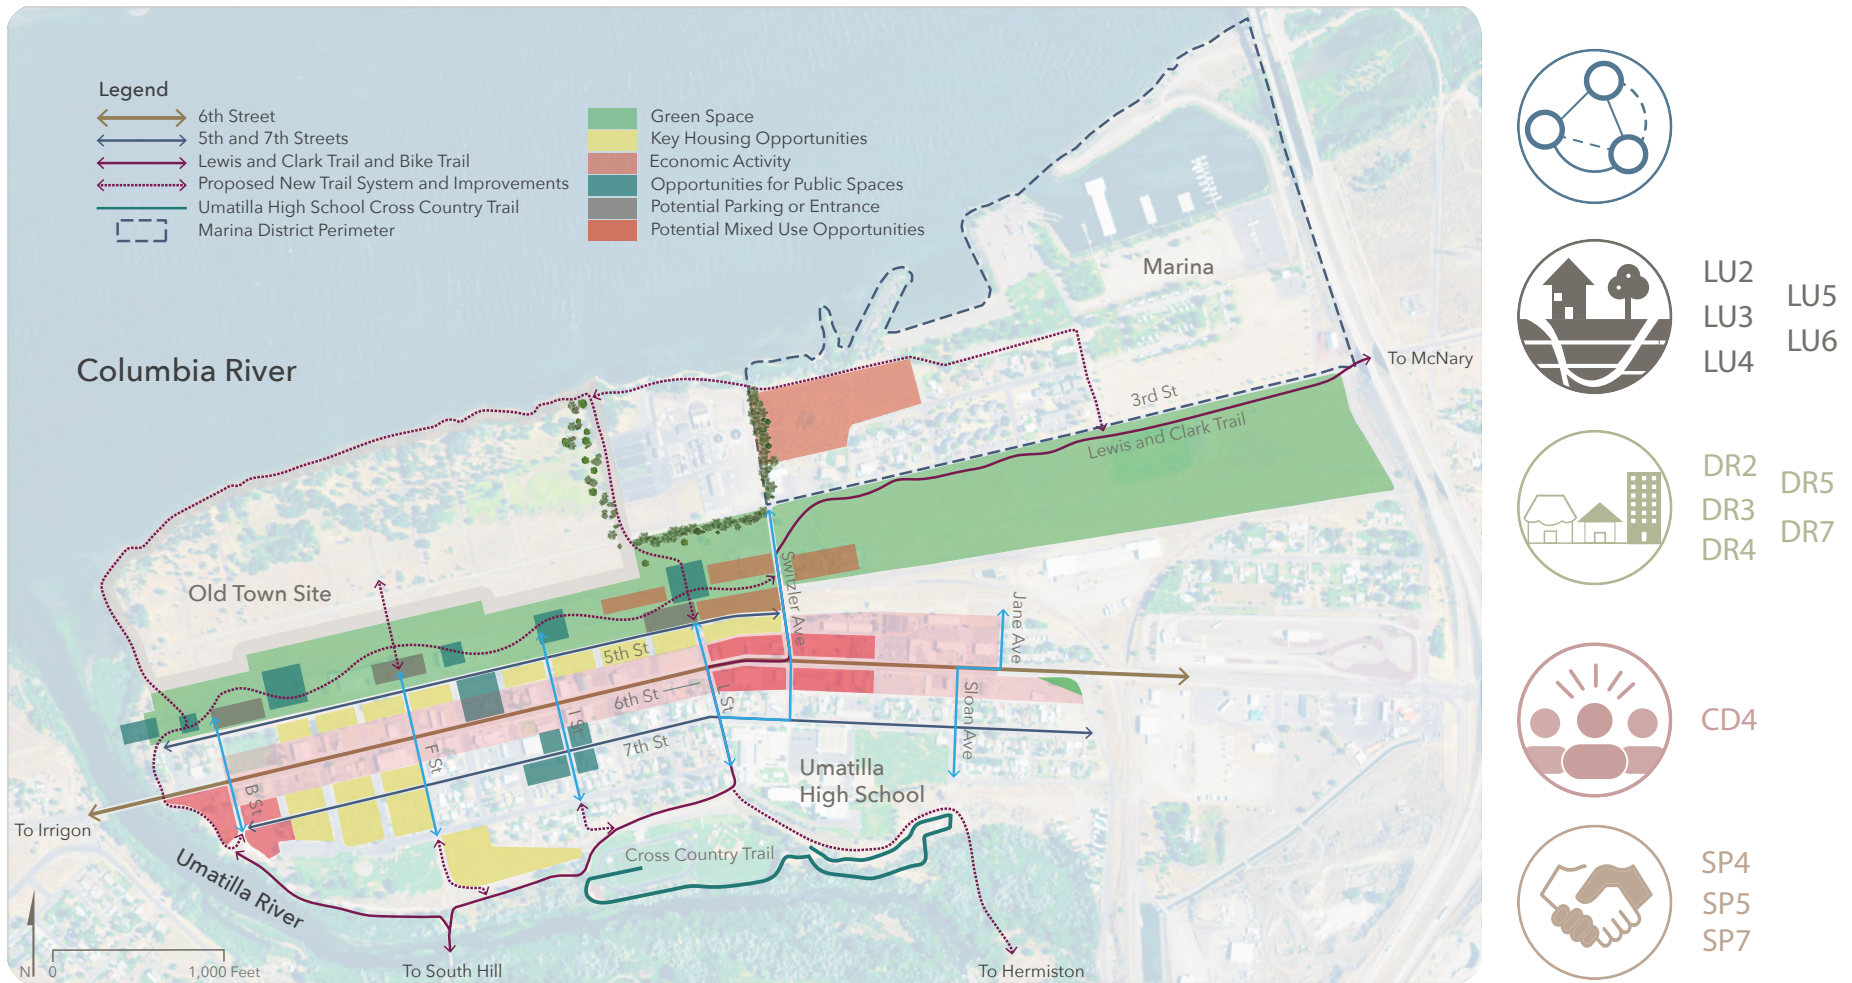 Legend
6th Street
5th and 7th Streets
Lewis and Clark Trail and Bike Trail
Proposed New Trail System and Improvements
Umatilla High School Cross Country Trail
Marina District Perimeter
Green Space
Key Housing Opportunities
Economic Activity
Opportunities for Public Spaces
Potential Parking or Entrance
Potential Mixed Use Opportunities
Marina
Columbia River
To McNary
3rd St
Lewis and Clark Trail
Old Town Site
Switzler Ave
Jane Ave
5th St
6th St
L St
I St
Sloan Ave
7th St
F St
B St
Umatilla
High School
To Irrigon
Cross Country Trail
Umatilla River
N
0
1,000 Feet
To South Hill
To Hermiston
LU2
LU3
LU4
LU5
LU6
DR2
DR3
DR4
DR5
DR7
CD4
SP4
SP5
SP7